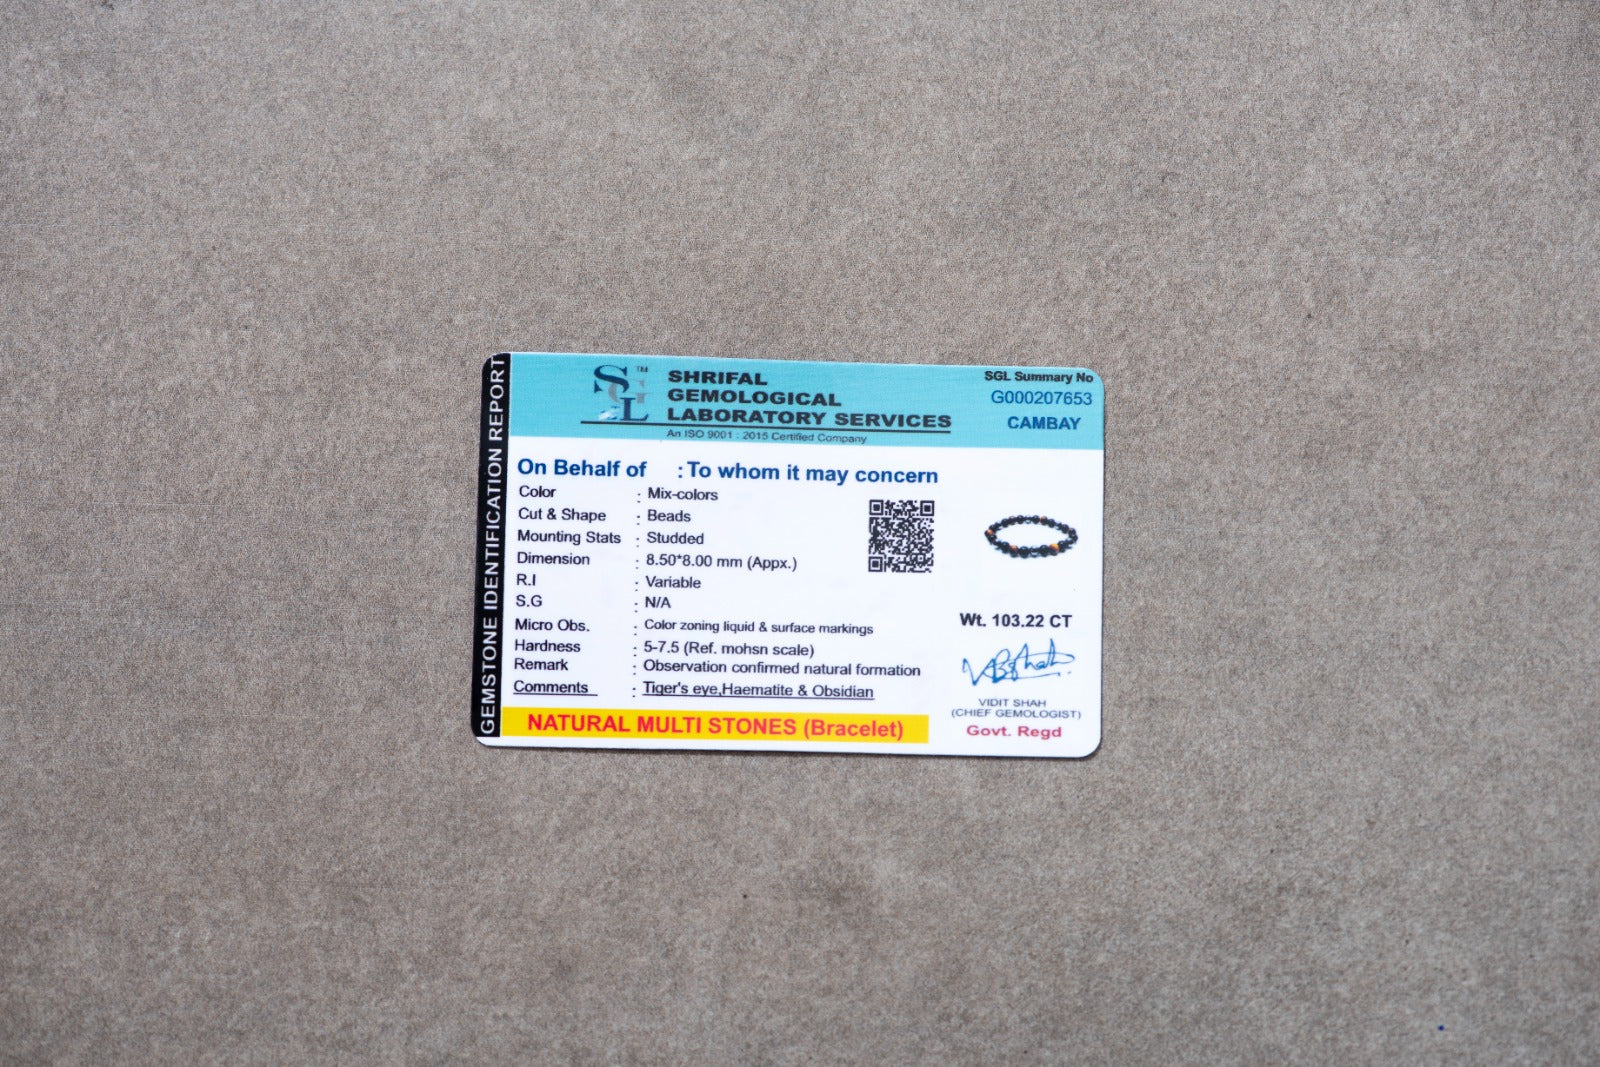 GEMSTONE IDENTIFICATION REPORT
SGL™
SHRIFAL
GEMOLOGICAL
LABORATORY SERVICES
An ISO 9001 : 2015 Certified Company
SGL Summary No
G000207653
CAMBAY
On Behalf of : To whom it may concern
Color : Mix-colors
Cut & Shape : Beads
Mounting Stats : Studded
Dimension : 8.50*8.00 mm (Appx.)
R.I : Variable
S.G : N/A
Micro Obs. : Color zoning liquid & surface markings
Hardness : 5-7.5 (Ref. mohsn scale)
Remark : Observation confirmed natural formation
Comments : Tiger's eye,Haematite & Obsidian
NATURAL MULTI STONES (Bracelet)
Wt. 103.22 CT
VIDIT SHAH
(CHIEF GEMOLOGIST)
Govt. Regd